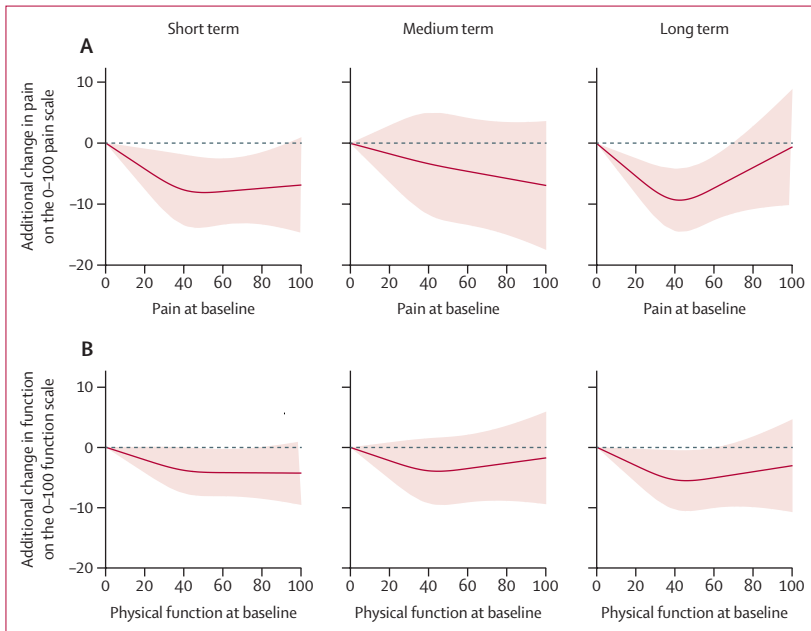 Short term
Medium term
Long term
A
Additional change in pain
on the 0–100 pain scale
10
0
–10
–20
0 20 40 60 80 100
Pain at baseline
0 20 40 60 80 100
Pain at baseline
0 20 40 60 80 100
Pain at baseline
B
Additional change in function
on the 0–100 function scale
10
0
–10
–20
0 20 40 60 80 100
Physical function at baseline
0 20 40 60 80 100
Physical function at baseline
0 20 40 60 80 100
Physical function at baseline